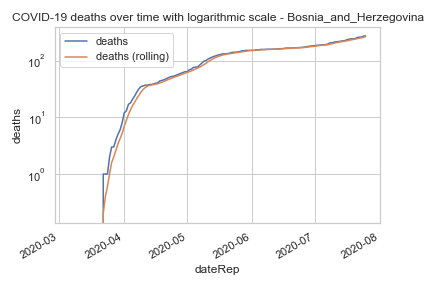 COVID-19 deaths over time with logarithmic scale - Bosnia_and_Herzegovina
deaths
deaths (rolling)
10²
10¹
10⁰
deaths
2020-03
2020-04
2020-05
2020-06
2020-07
2020-08
dateRep